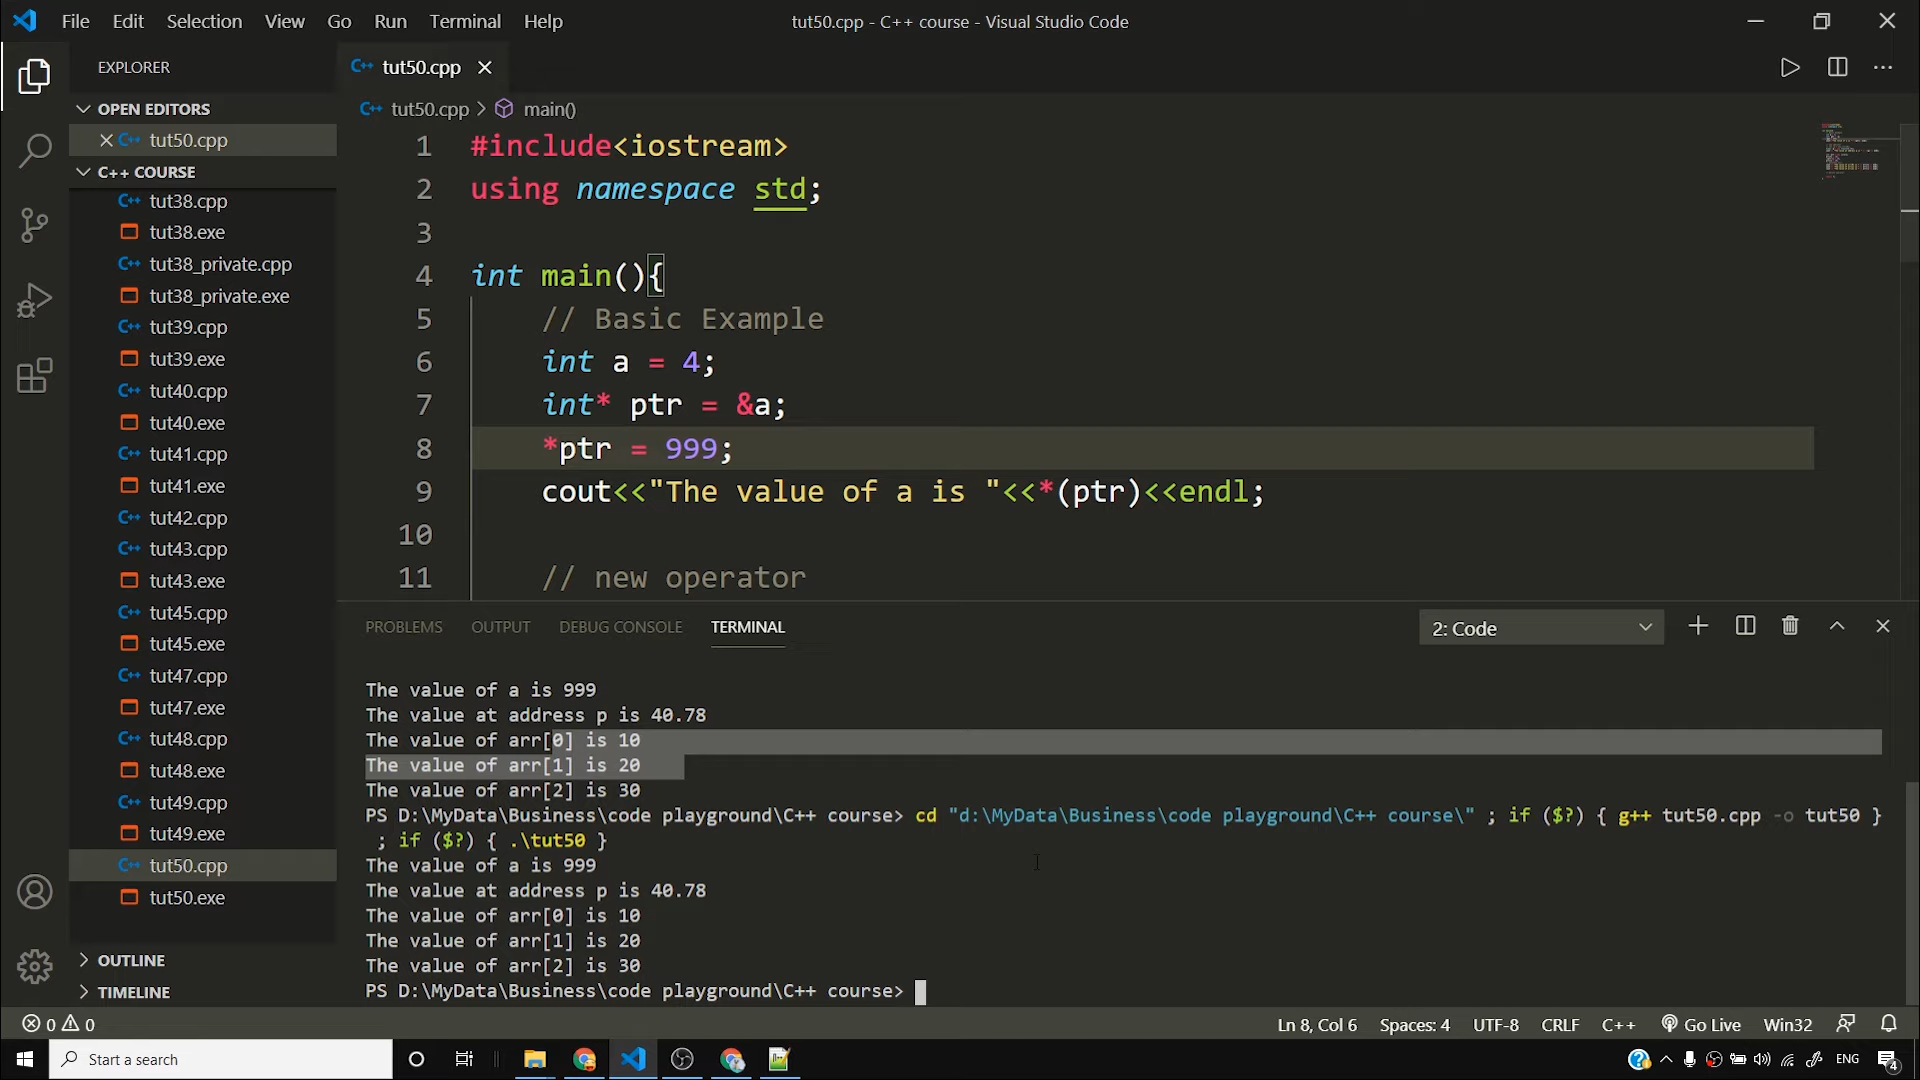 File Edit Selection View Go Run Terminal Help
tut50.cpp - C++ course - Visual Studio Code
EXPLORER
OPEN EDITORS
tut50.cpp
C++ COURSE
tut38.cpp
tut38.exe
tut38_private.cpp
tut38_private.exe
tut39.cpp
tut39.exe
tut40.cpp
tut40.exe
tut41.cpp
tut41.exe
tut42.cpp
tut43.cpp
tut43.exe
tut45.cpp
tut45.exe
tut47.cpp
tut47.exe
tut48.cpp
tut48.exe
tut49.cpp
tut49.exe
tut50.cpp
tut50.exe
OUTLINE
TIMELINE
tut50.cpp
tut50.cpp > main()
1 #include<iostream>
2 using namespace std;
3
4 int main(){
5 // Basic Example
6 int a = 4;
7 int* ptr = &a;
8 *ptr = 999;
9 cout<<"The value of a is "<<*(ptr)<<endl;
10
11 // new operator
PROBLEMS OUTPUT DEBUG CONSOLE TERMINAL
2: Code
The value of a is 999
The value at address p is 40.78
The value of arr[0] is 10
The value of arr[1] is 20
The value of arr[2] is 30
PS D:\MyData\Business\code playground\C++ course> cd "d:\MyData\Business\code playground\C++ course\" ; if ($?) { g++ tut50.cpp -o tut50 }
; if ($?) { .\tut50 }
The value of a is 999
The value at address p is 40.78
The value of arr[0] is 10
The value of arr[1] is 20
The value of arr[2] is 30
PS D:\MyData\Business\code playground\C++ course>
0 0
Ln 8, Col 6 Spaces: 4 UTF-8 CRLF C++ Go Live Win32
Start a search
ENG
4